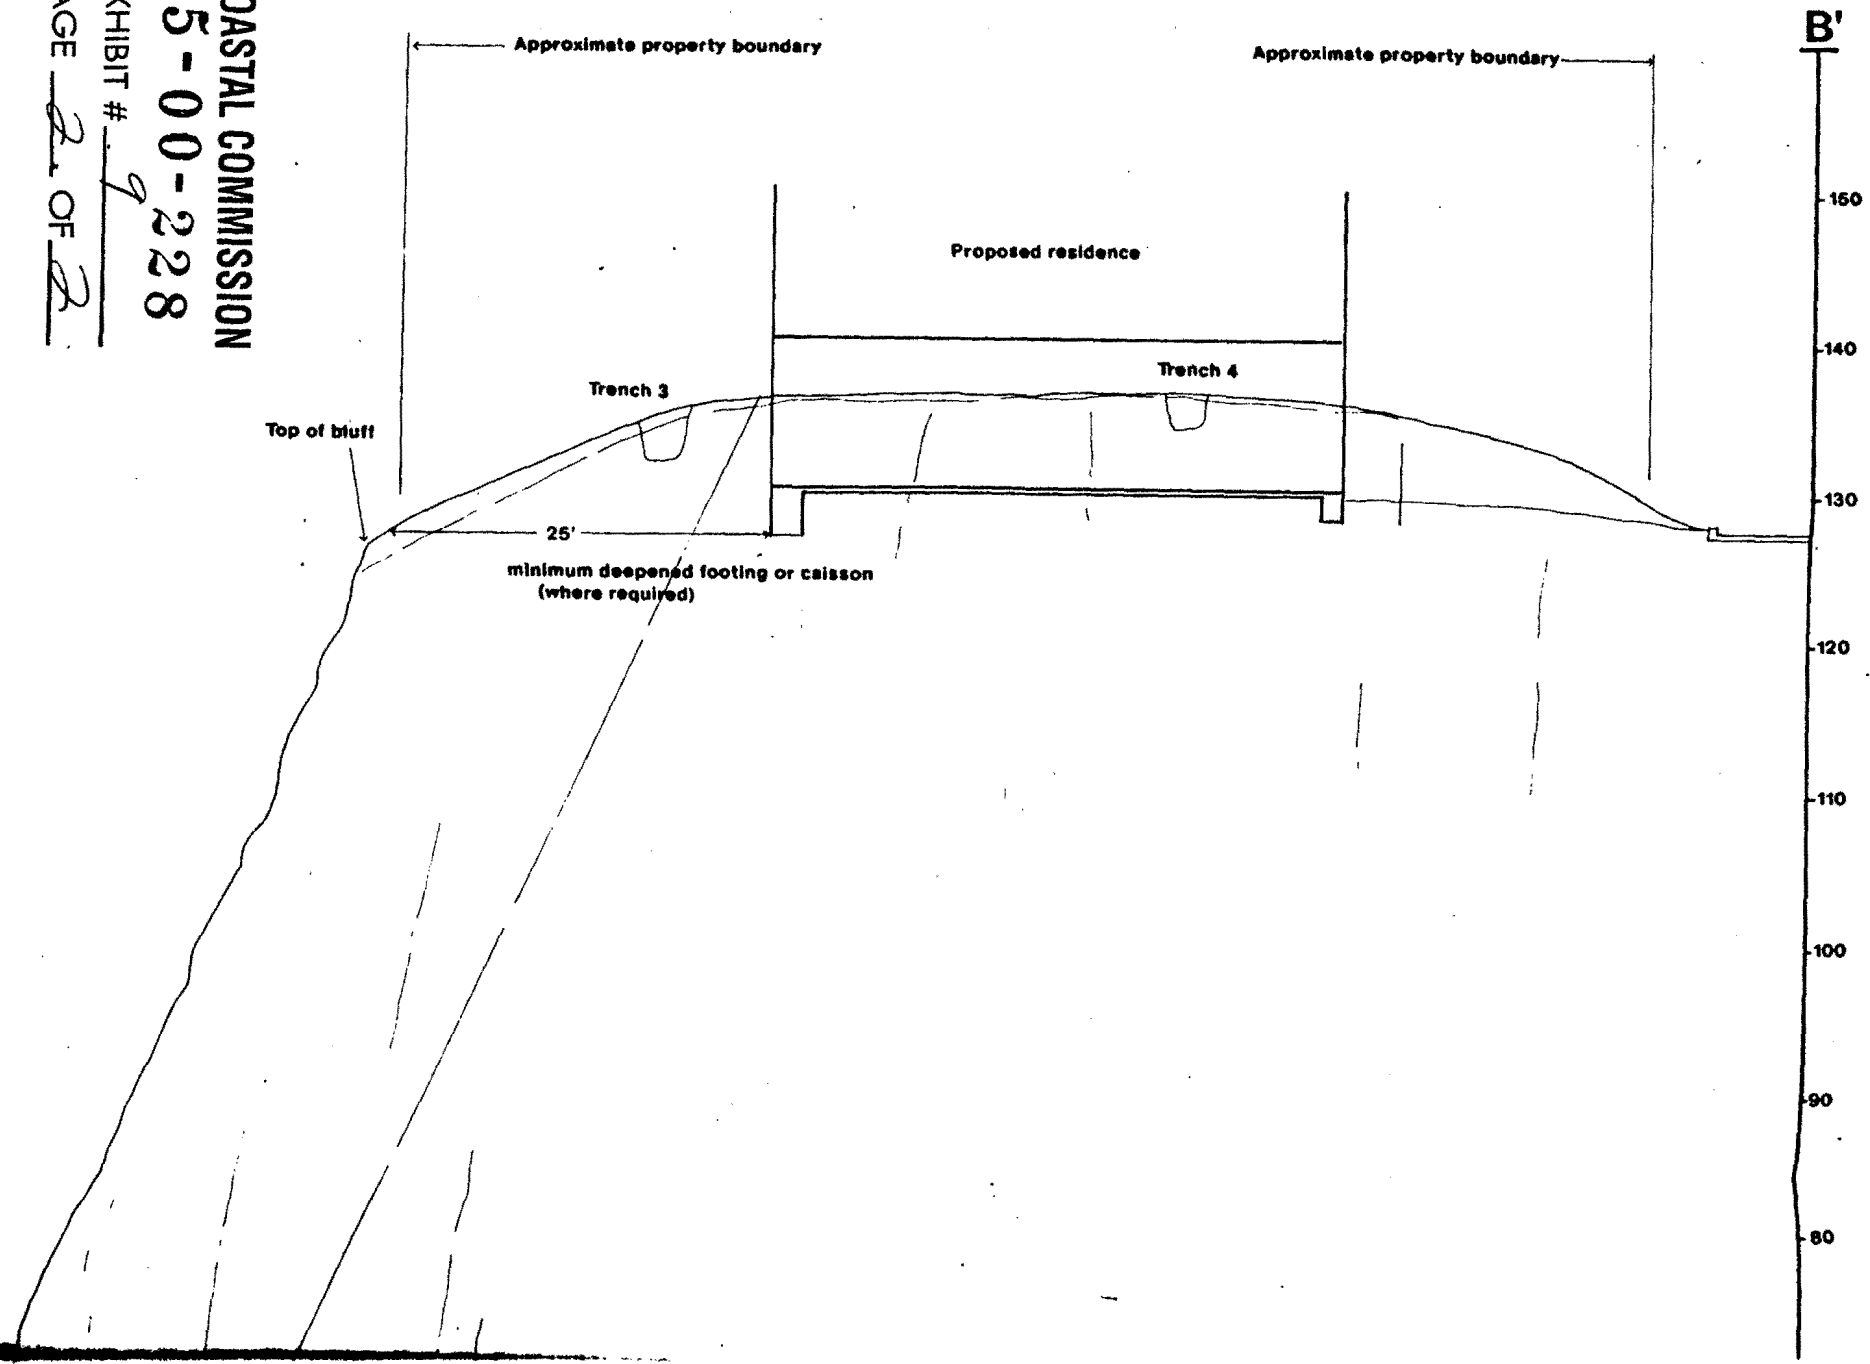 OASTAL COMMISSION
5-00-228
XHIBIT # 9
AGE 2 OF 2
B'
Approximate property boundary
Approximate property boundary
150
Proposed residence
140
Trench 4
Trench 3
Top of bluff
130
25'
minimum deepened footing or caisson
(where required)
120
110
100
90
80